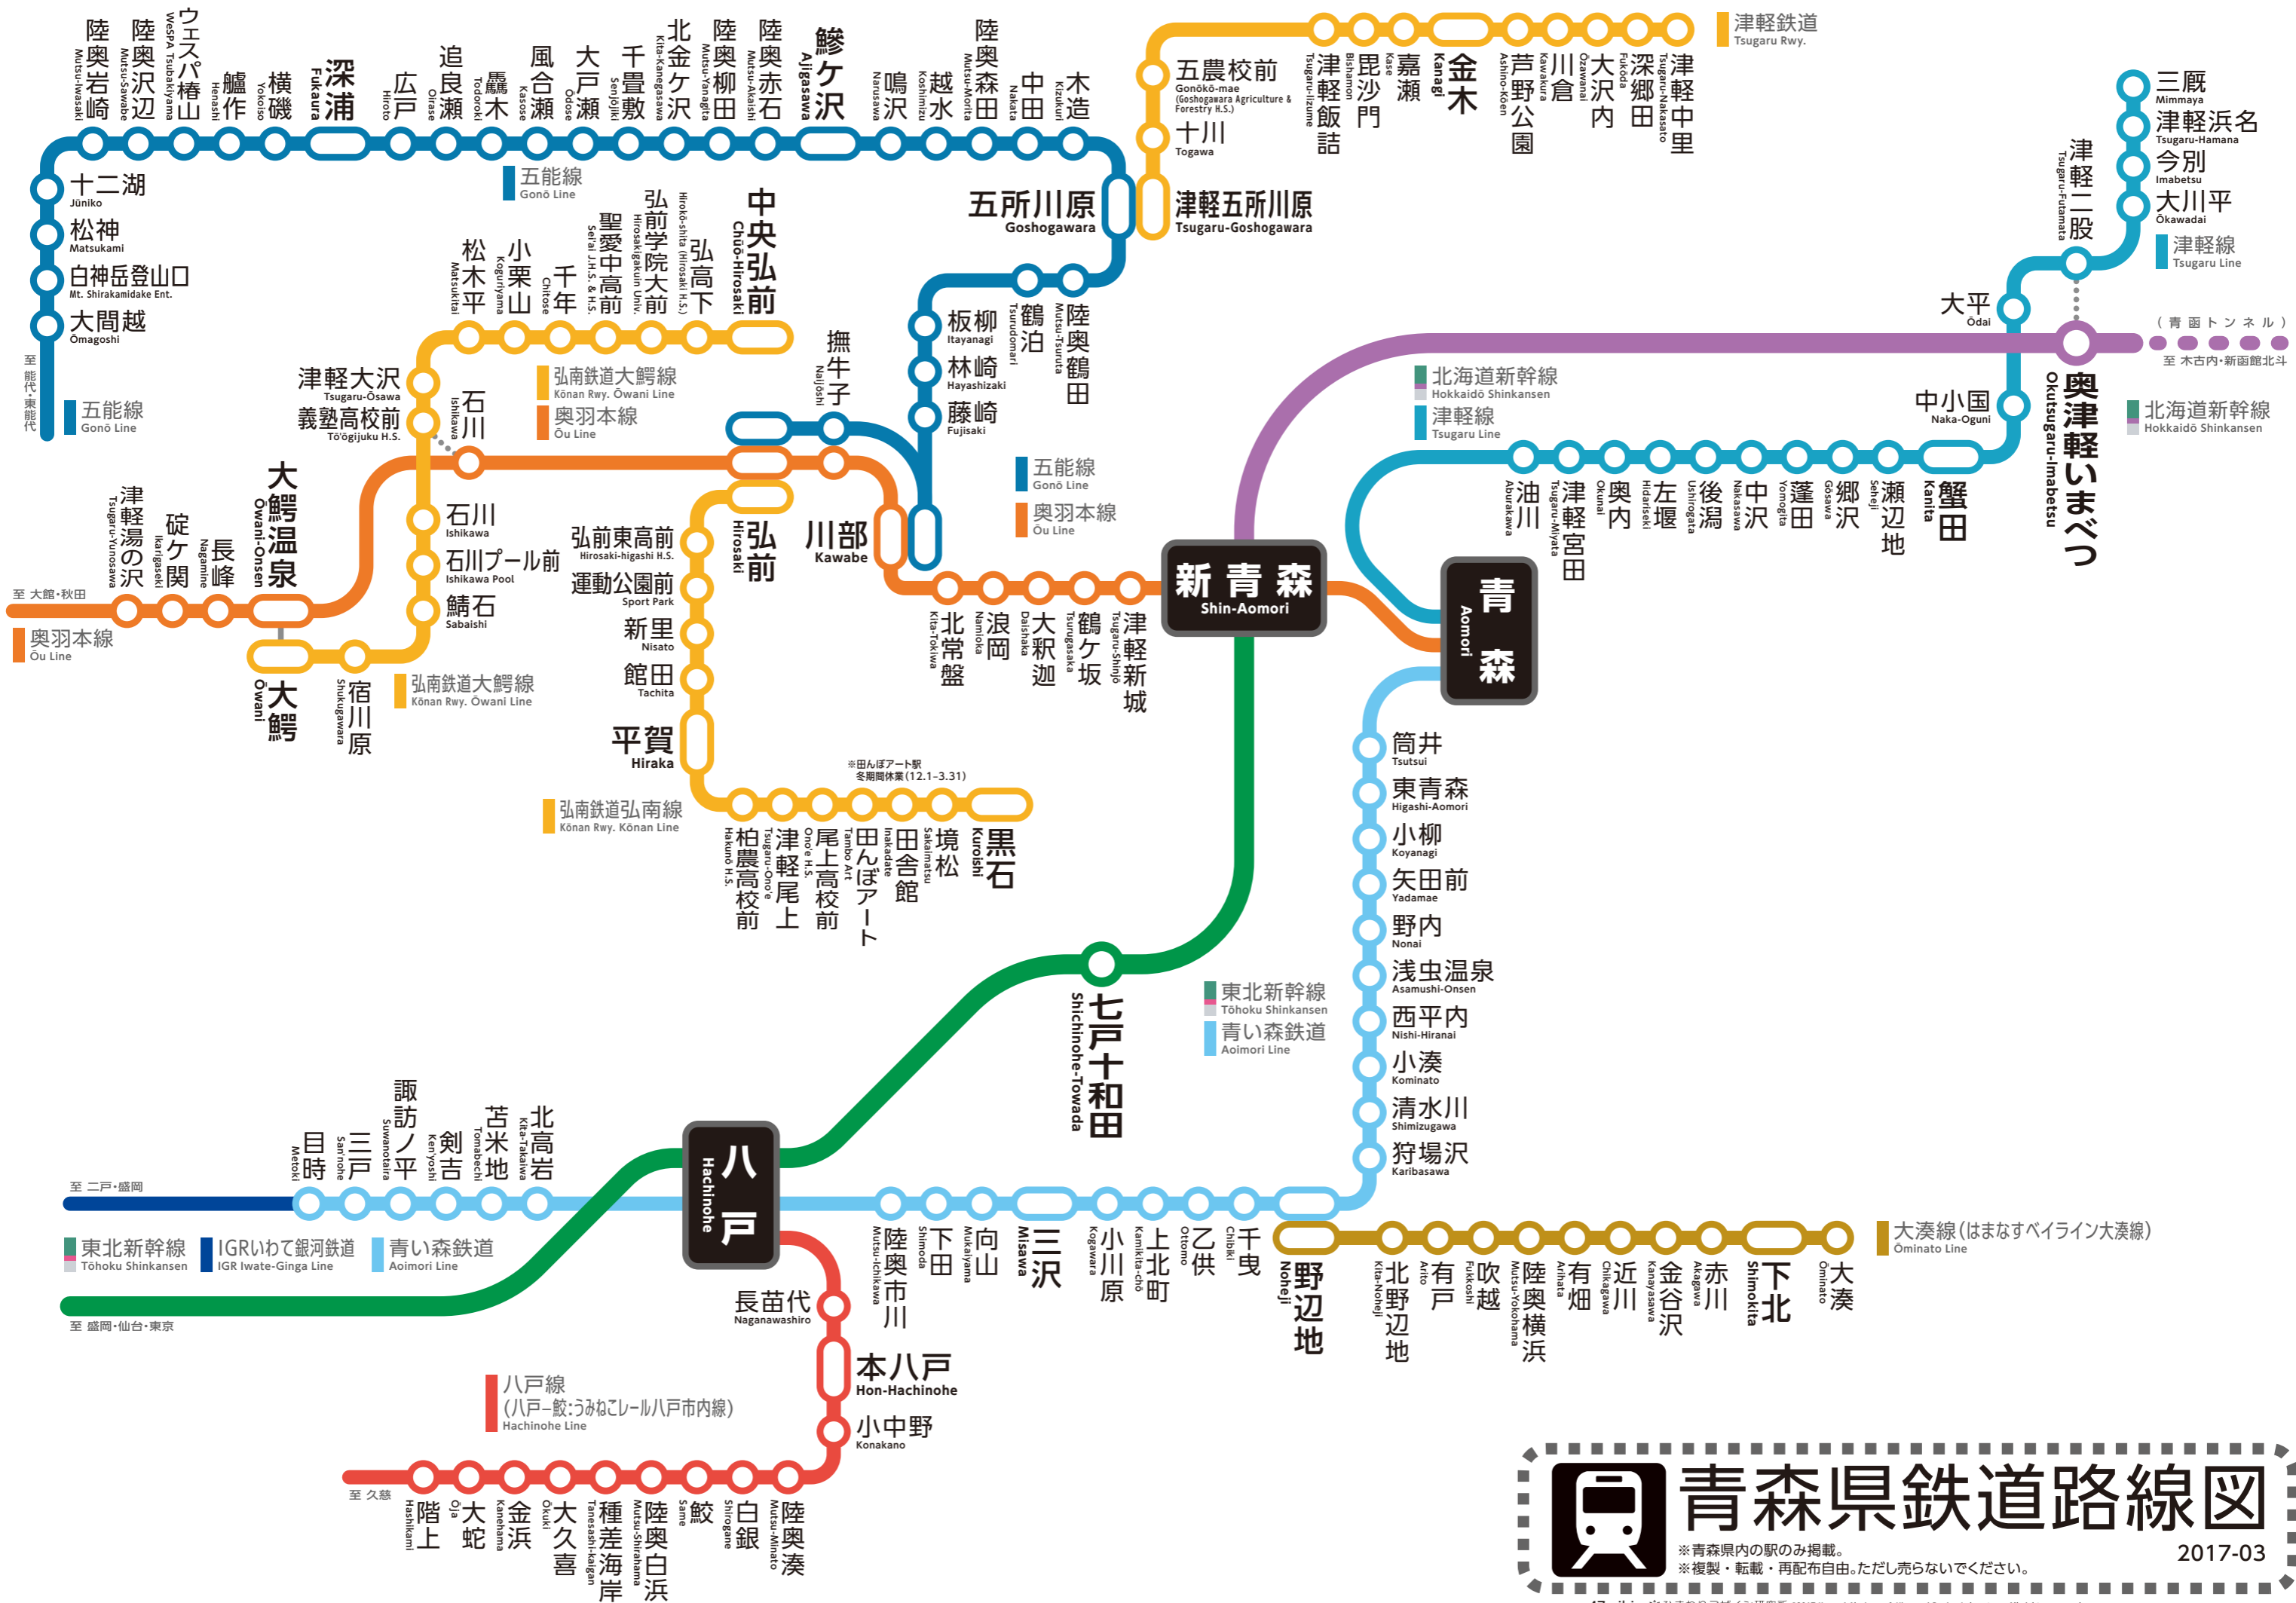 陸奥岩崎
Mutsu-Iwasaki
陸奥沢辺
Mutsu-Sawabe
ウェスパ椿山
WeSPA Tsubakiyama
艫作
Henashi
横磯
Yokoiso
深浦
Fukaura
広戸
Hiroto
追良瀬
Oirase
驫木
Todoroki
風合瀬
Kasose
大戸瀬
Ōdose
千畳敷
Senjōjiki
北金ケ沢
Kita-Kanegasawa
陸奥柳田
Mutsu-Yanagita
陸奥赤石
Mutsu-Akaishi
鰺ケ沢
Ajigasawa
鳴沢
Narusawa
越水
Koshimizu
陸奥森田
Mutsu-Morita
中田
Nakata
木造
Kizukuri
五能線
Gonō Line
十二湖
Jūniko
松神
Matsukami
白神岳登山口
Mt. Shirakamidake Ent.
大間越
Ōmagoshi
至 能代・東能代
五能線
Gonō Line
五所川原
Goshogawara
津軽五所川原
Tsugaru-Goshogawara
十川
Togawa
五農校前
Gonōkō-mae
(Goshogawara Agriculture &
Forestry H.S.)
津軽飯詰
Tsugaru-Iizume
毘沙門
Bishamon
嘉瀬
Kase
金木
Kanagi
芦野公園
Ashino-Kōen
川倉
Kawakura
大沢内
Ōzawanai
深郷田
Fukōda
津軽中里
Tsugaru-Nakasato
津軽鉄道
Tsugaru Rwy.
三厩
Mimmaya
津軽浜名
Tsugaru-Hamana
今別
Imabetsu
大川平
Ōkawadai
津軽線
Tsugaru Line
津軽二股
Tsugaru-Futamata
大平
Ōdai
中小国
Naka-Oguni
(青函トンネル)
至 木古内・新函館北斗
奥津軽いまべつ
Okutsugaru-Imabetsu
北海道新幹線
Hokkaidō Shinkansen
北海道新幹線
Hokkaidō Shinkansen
津軽線
Tsugaru Line
油川
Aburakawa
津軽宮田
Tsugaru-Miyata
奥内
Okunai
左堰
Hidariseki
後潟
Ushirogata
中沢
Nakasawa
蓬田
Yomogita
郷沢
Gōsawa
瀬辺地
Seheji
蟹田
Kanita
陸奥鶴田
Mutsu-Tsuruta
鶴泊
Tsurudomari
板柳
Itayanagi
林崎
Hayashizaki
藤崎
Fujisaki
五能線
Gonō Line
奥羽本線
Ōu Line
中央弘前
Chūō-Hirosaki
弘高下
Hirokō-shita (Hirosaki H.S.)
弘前学院大前
Hirosakigakuin Univ.
聖愛中高前
Sei'ai J.H.S. & H.S.
千年
Chitose
小栗山
Koguriyama
松木平
Matsukitai
津軽大沢
Tsugaru-Ōsawa
義塾高校前
Tō'ōgijuku H.S.
石川
Ishikawa
弘南鉄道大鰐線
Kōnan Rwy. Ōwani Line
奥羽本線
Ōu Line
撫牛子
Naijōshi
石川
Ishikawa
石川プール前
Ishikawa Pool
鯖石
Sabaishi
宿川原
Shukugawara
大鰐
Ōwani
弘南鉄道大鰐線
Kōnan Rwy. Ōwani Line
大鰐温泉
Ōwani-Onsen
長峰
Nagamine
碇ケ関
Ikarigaseki
津軽湯の沢
Tsugaru-Yunosawa
至 大館・秋田
奥羽本線
Ōu Line
弘前
Hirosaki
川部
Kawabe
弘前東高前
Hirosaki-higashi H.S.
運動公園前
Sport Park
新里
Nisato
館田
Tachita
平賀
Hiraka
弘南鉄道弘南線
Kōnan Rwy. Kōnan Line
※田んぼアート駅
冬期間休業(12.1–3.31)
柏農高校前
Hakunō H.S.
津軽尾上
Tsugaru-Ono'e
尾上高校前
Ono'e H.S.
田んぼアート
Tambo Art
田舎館
Inakadate
境松
Sakaimatsu
黒石
Kuroishi
北常盤
Kita-Tokiwa
浪岡
Namioka
大釈迦
Daishaka
鶴ケ坂
Tsurugasaka
津軽新城
Tsugaru-Shinjō
新青森
Shin-Aomori
青森
Aomori
筒井
Tsutsui
東青森
Higashi-Aomori
小柳
Koyanagi
矢田前
Yadamae
野内
Nonai
浅虫温泉
Asamushi-Onsen
西平内
Nishi-Hiranai
小湊
Kominato
清水川
Shimizugawa
狩場沢
Karibasawa
七戸十和田
Shichinohe-Towada
東北新幹線
Tōhoku Shinkansen
青い森鉄道
Aoimori Line
目時
Metoki
三戸
San'nohe
諏訪ノ平
Suwanotaira
剣吉
Ken'yoshi
苫米地
Tomabechi
北高岩
Kita-Takaiwa
八戸
Hachinohe
至 二戸・盛岡
東北新幹線
Tōhoku Shinkansen
IGRいわて銀河鉄道
IGR Iwate-Ginga Line
青い森鉄道
Aoimori Line
至 盛岡・仙台・東京
陸奥市川
Mutsu-Ichikawa
下田
Shimoda
向山
Mukaiyama
三沢
Misawa
小川原
Kogawara
上北町
Kamikita-chō
乙供
Ottomo
千曳
Chibiki
野辺地
Noheji
北野辺地
Kita-Noheji
有戸
Arito
吹越
Fukkoshi
陸奥横浜
Mutsu-Yokohama
有畑
Arihata
近川
Chikagawa
金谷沢
Kanayasawa
赤川
Akagawa
下北
Shimokita
大湊
Ōminato
大湊線(はまなすベイライン大湊線)
Ōminato Line
長苗代
Naganawashiro
本八戸
Hon-Hachinohe
小中野
Konakano
八戸線
(八戸–鮫:うみねこレール八戸市内線)
Hachinohe Line
至 久慈
階上
Hashikami
大蛇
Ōja
金浜
Kanehama
大久喜
Ōkuki
種差海岸
Tanesashi-kaigan
陸奥白浜
Mutsu-Shirahama
鮫
Same
白銀
Shirogane
陸奥湊
Mutsu-Minato
青森県鉄道路線図
※青森県内の駅のみ掲載。
2017-03
※複製・転載・再配布自由。ただし売らないでください。